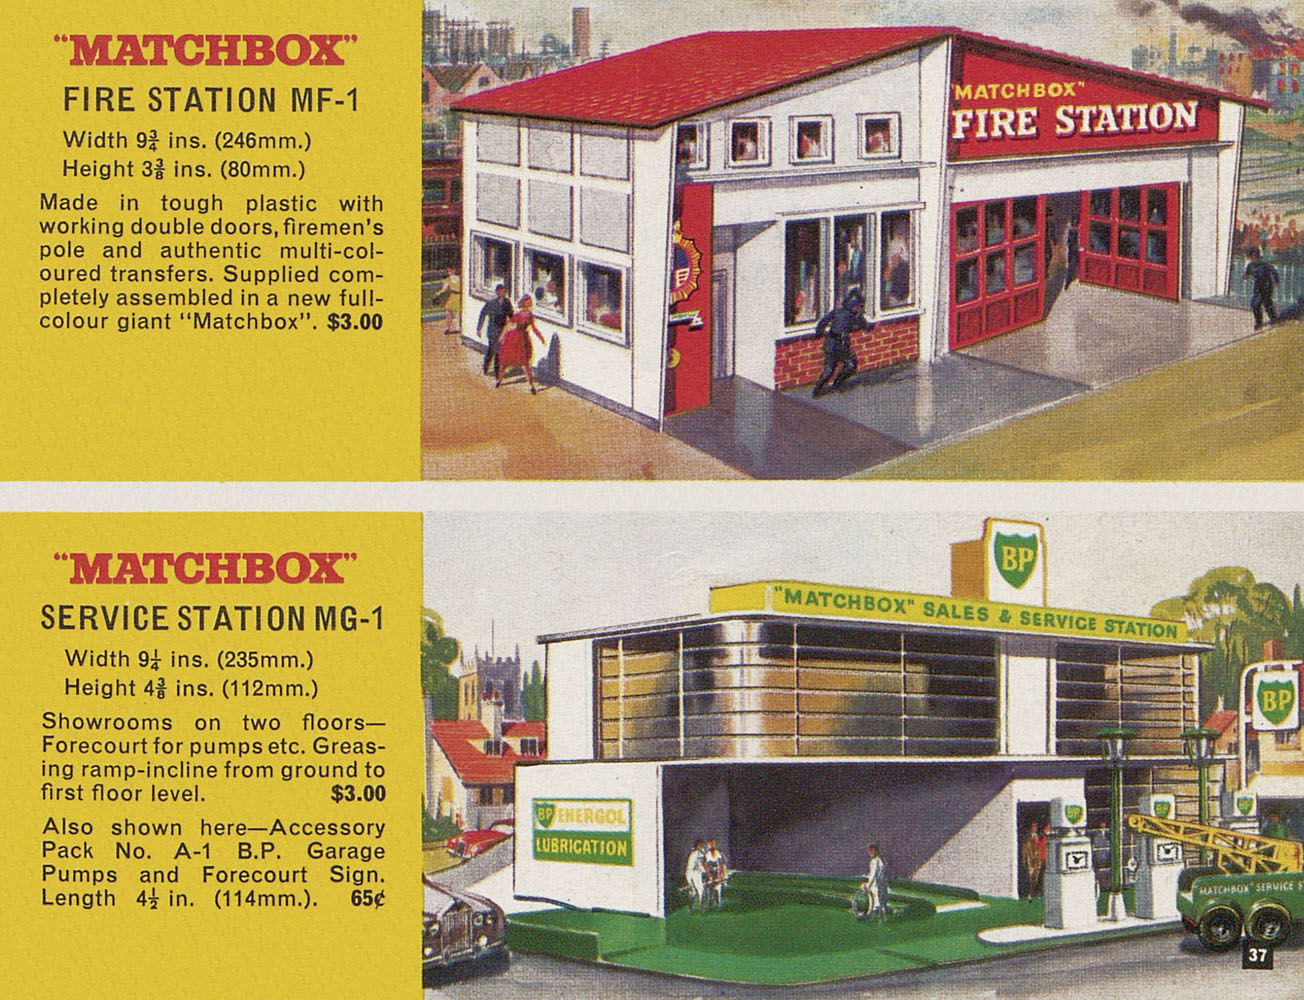 "MATCHBOX"
FIRE STATION MF-1
Width 9¾ ins. (246mm.)
Height 3⅜ ins. (80mm.)
Made in tough plastic with
working double doors, firemen's
pole and authentic multi-col-
oured transfers. Supplied com-
pletely assembled in a new full-
colour giant "Matchbox". $3.00
"MATCHBOX"
FIRE STATION
"MATCHBOX"
SERVICE STATION MG-1
Width 9¼ ins. (235mm.)
Height 4⅜ ins. (112mm.)
Showrooms on two floors—
Forecourt for pumps etc. Greas-
ing ramp-incline from ground to
first floor level. $3.00
Also shown here—Accessory
Pack No. A-1 B.P. Garage
Pumps and Forecourt Sign.
Length 4½ in. (114mm.). 65¢
BP
"MATCHBOX" SALES & SERVICE STATION
BP
BP ENERGOL
LUBRICATION
BP
BP
BP
MATCHBOX" SERVICE
37